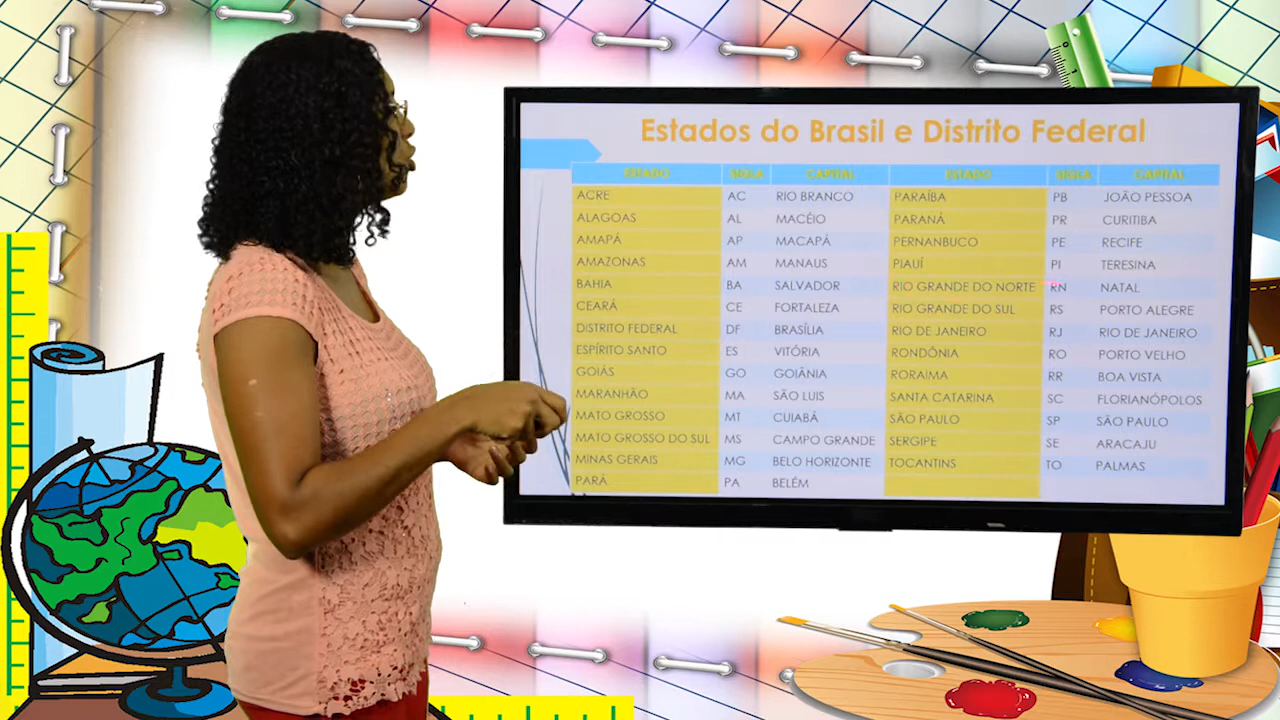 Estados do Brasil e Distrito Federal
ESTADO SIGLA CAPITAL ESTADO SIGLA CAPITAL
ACRE AC RIO BRANCO PARAÍBA PB JOÃO PESSOA
ALAGOAS AL MACÉIO PARANÁ PR CURITIBA
AMAPÁ AP MACAPÁ PERNANBUCO PE RECIFE
AMAZONAS AM MANAUS PIAUÍ PI TERESINA
BAHIA BA SALVADOR RIO GRANDE DO NORTE RN NATAL
CEARÁ CE FORTALEZA RIO GRANDE DO SUL RS PORTO ALEGRE
DISTRITO FEDERAL DF BRASÍLIA RIO DE JANEIRO RJ RIO DE JANEIRO
ESPÍRITO SANTO ES VITÓRIA RONDÔNIA RO PORTO VELHO
GOIÁS GO GOIÂNIA RORAIMA RR BOA VISTA
MARANHÃO MA SÃO LUIS SANTA CATARINA SC FLORIANÓPOLOS
MATO GROSSO MT CUIABÁ SÃO PAULO SP SÃO PAULO
MATO GROSSO DO SUL MS CAMPO GRANDE SERGIPE SE ARACAJU
MINAS GERAIS MG BELO HORIZONTE TOCANTINS TO PALMAS
PARÁ PA BELÉM